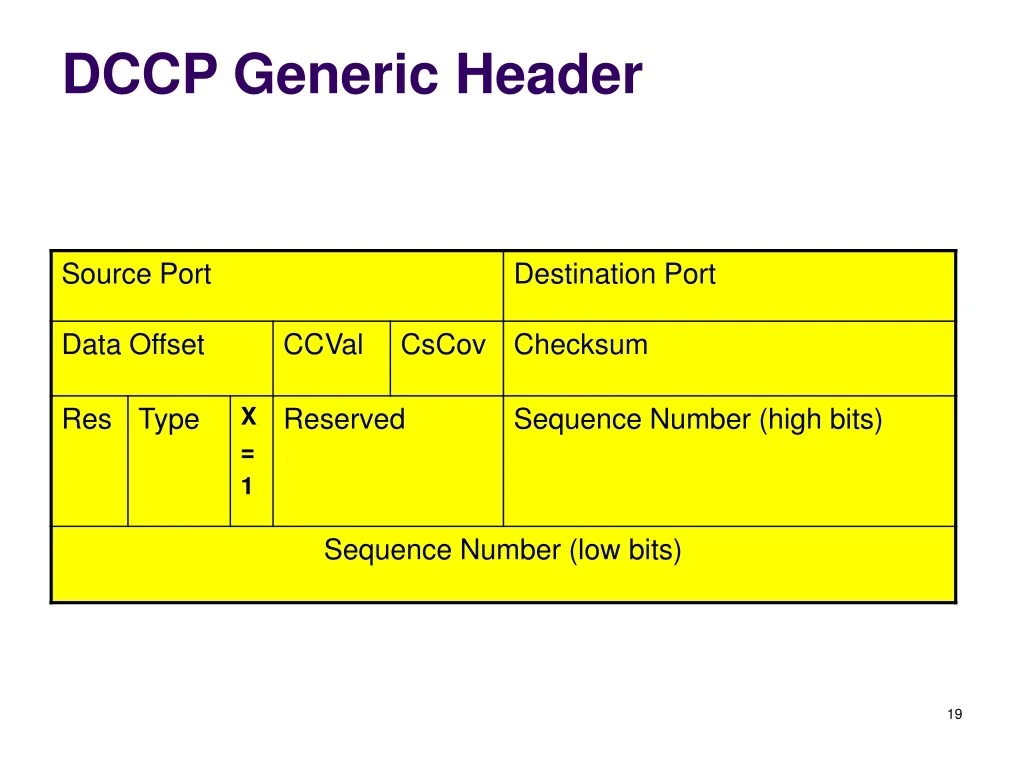 DCCP Generic Header
Source Port
Destination Port
Data Offset
CCVal
CsCov
Checksum
Res
Type
X
=
1
Reserved
Sequence Number (high bits)
Sequence Number (low bits)
19